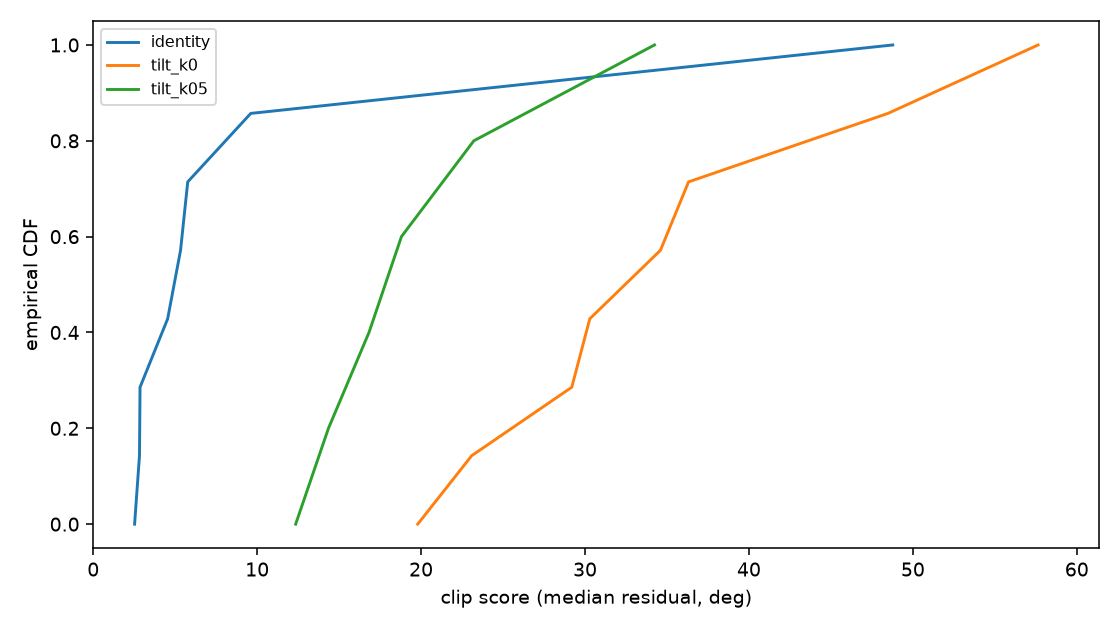 identity
tilt_k0
tilt_k05
1.0
0.8
0.6
0.4
0.2
0.0
empirical CDF
0 10 20 30 40 50 60
clip score (median residual, deg)